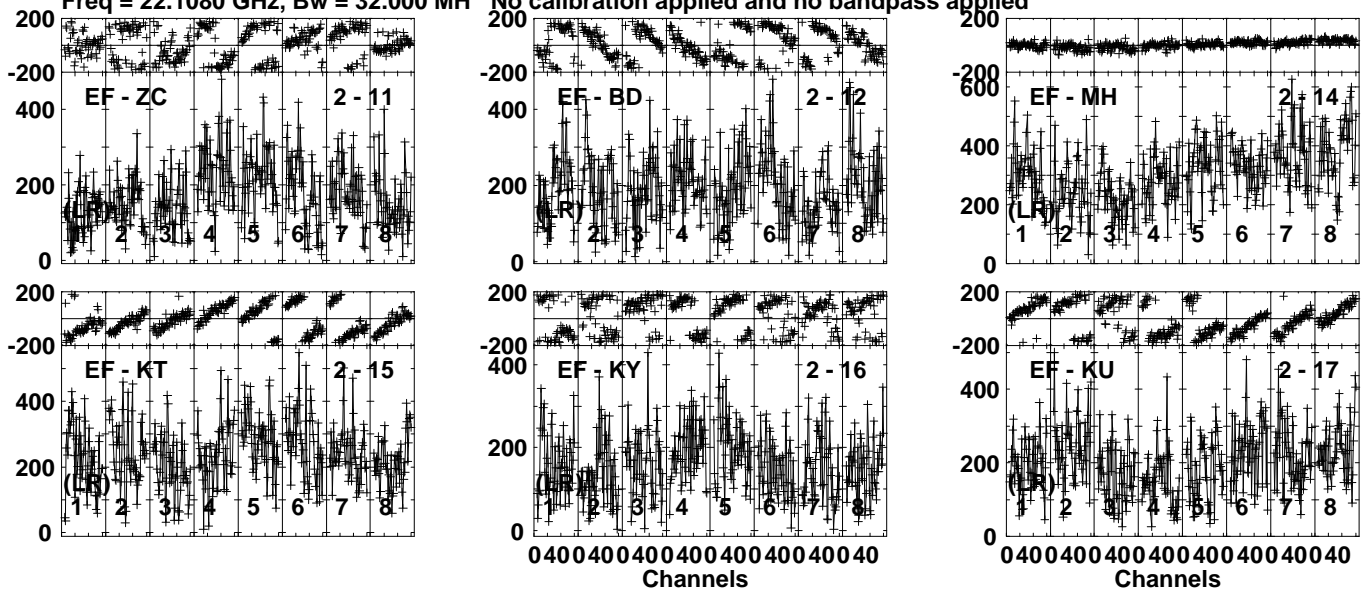 Freq = 22.1080 GHz, Bw = 32.000 MH No calibration applied and no bandpass applied
200
-200
EF - ZC 2 - 11
400
200
(LR)
0
1 2 3 4 5 6 7 8
200
-200
EF - BD 2 - 12
400
200
(LR)
0
1 2 3 4 5 6 7 8
200
-200
600
EF - MH 2 - 14
400
200
(LR)
0
1 2 3 4 5 6 7 8
200
-200
EF - KT 2 - 15
400
200
(LR)
0
1 2 3 4 5 6 7 8
200
-200
400
EF - KY 2 - 16
200
(LR)
0
1 2 3 4 5 6 7 8
0 40 0 40 0 40 0 40 0 40 0 40 0 40 0 40
Channels
200
-200
EF - KU 2 - 17
400
200
(LR)
0
1 2 3 4 5 6 7 8
0 40 0 40 0 40 0 40 0 40 0 40 0 40 0 40
Channels